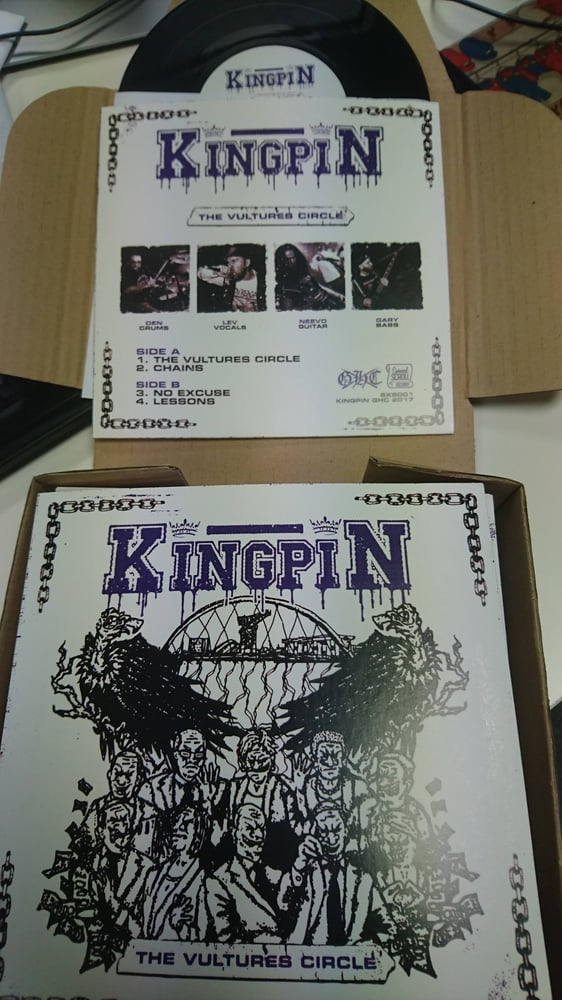 KINGPIN
KINGPIN
THE VULTURES CIRCLE
DEN
DRUMS
LEV
VOCALS
NEEVO
GUITAR
GARY
BASS
SIDE A
1. THE VULTURES CIRCLE
2. CHAINS
SIDE B
3. NO EXCUSE
4. LESSONS
GHC
SCROLL
KINGPIN GHC 2017
KINGPIN
THE VULTURES CIRCLE